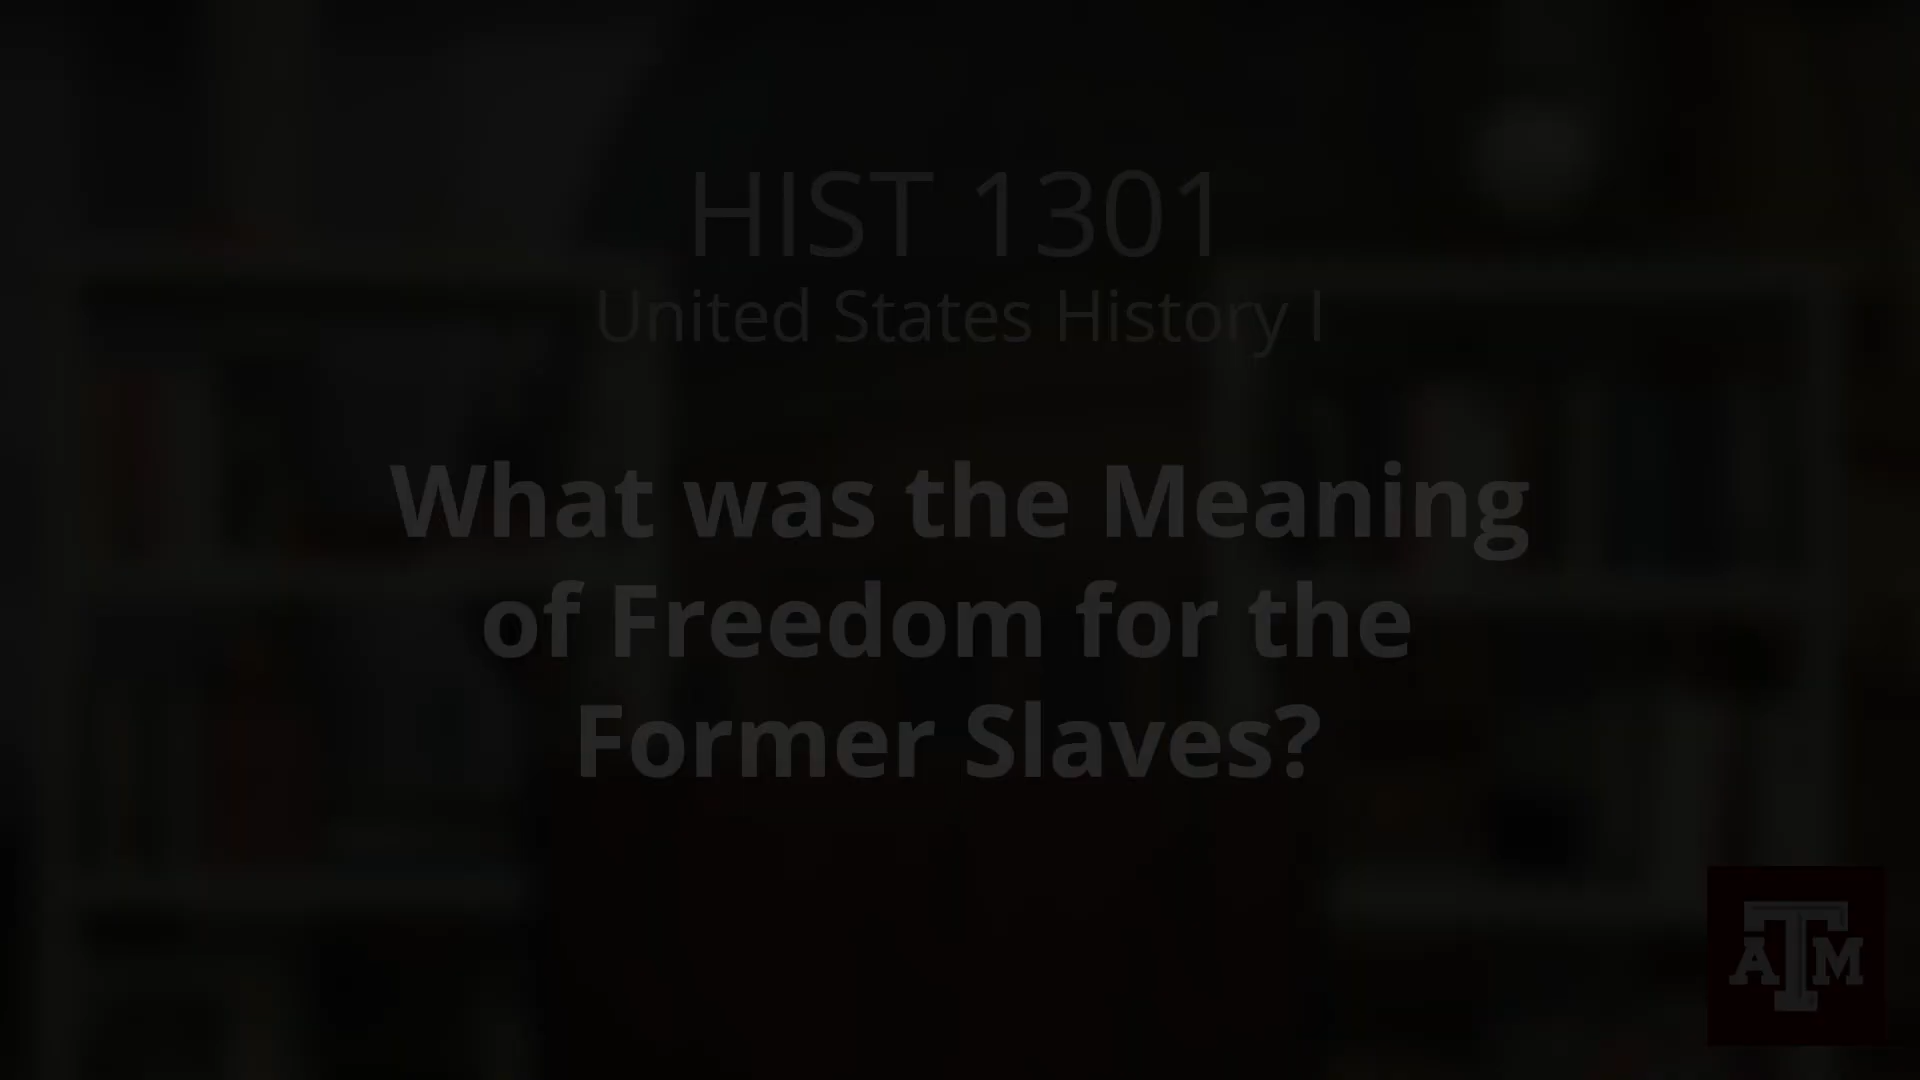 HIST 1301
United States History I
What was the Meaning
of Freedom for the
Former Slaves?
ATM